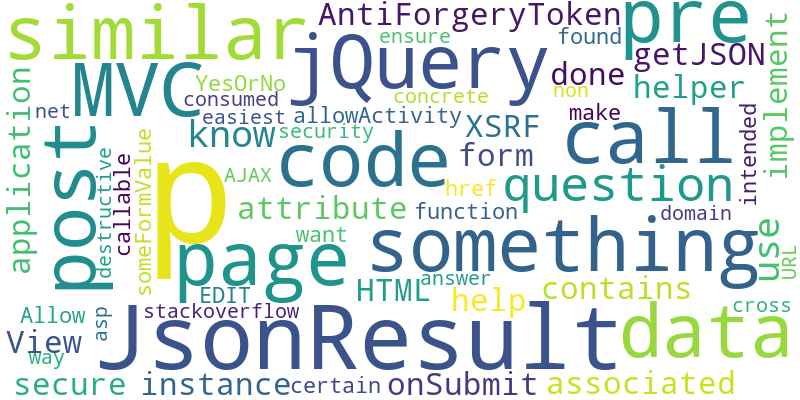 similar
AntiForgeryToken
pre
ensure
found
jQuery
getJSON
MVC
YesOrNo
done
helper
net
consumed
concrete
non
implement
application
easiest
allowActivity
make
post
know
security
XSRF
call
intended
callable
someFormValue
p
code
form
destructive
AJAX
href
question
attribute
function
domain
want
something
use
URL
page
EDIT
HTML
answer
contains
Allow
asp
stackoverflow
help
cross
View
JsonResult
data
way
secure
instance
certain
onSubmit
associated